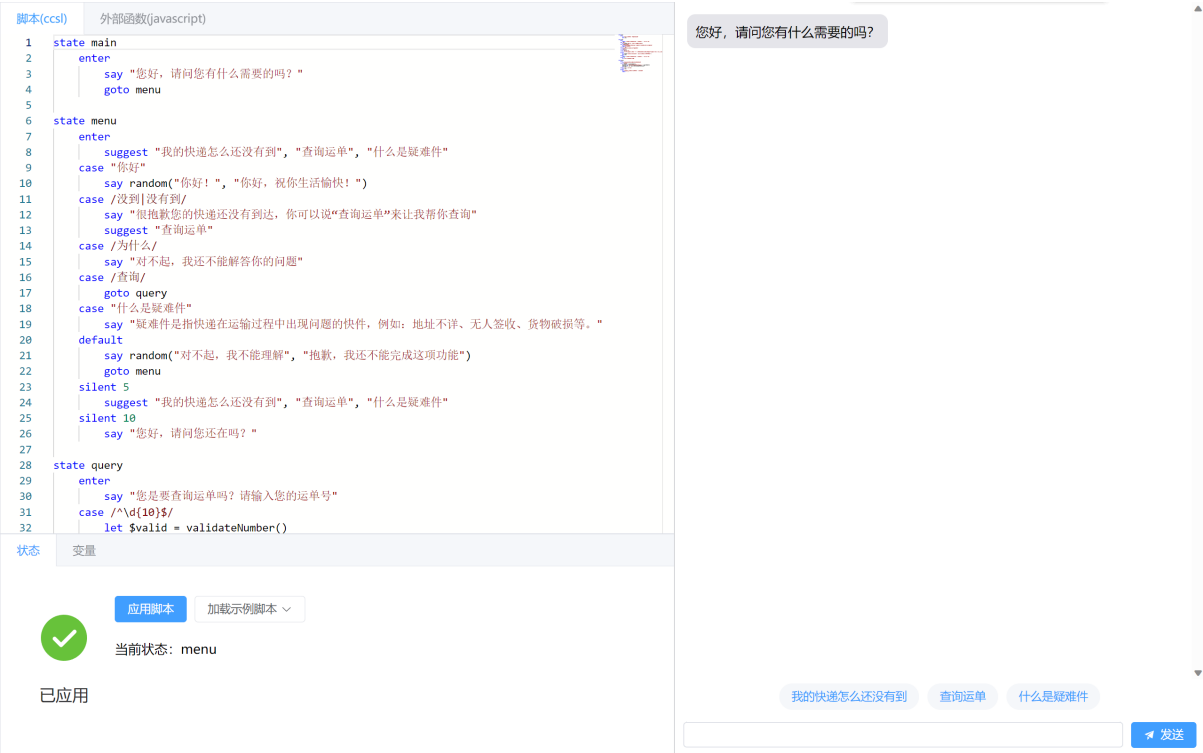 脚本(ccsl) 外部函数(javascript)
1 state main
2 enter
3 say "您好，请问您有什么需要的吗？"
4 goto menu
5
6 state menu
7 enter
8 suggest "我的快递怎么还没有到", "查询运单", "什么是疑难件"
9 case "你好"
10 say random("你好！", "你好，祝你生活愉快！")
11 case /没到|没有到/
12 say "很抱歉您的快递还没有到达，你可以说“查询运单”来让我帮你查询"
13 suggest "查询运单"
14 case /为什么/
15 say "对不起，我还不能解答你的问题"
16 case /查询/
17 goto query
18 case "什么是疑难件"
19 say "疑难件是指快递在运输过程中出现问题的快件，例如：地址不详、无人签收、货物破损等。"
20 default
21 say random("对不起，我不能理解", "抱歉，我还不能完成这项功能")
22 goto menu
23 silent 5
24 suggest "我的快递怎么还没有到", "查询运单", "什么是疑难件"
25 silent 10
26 say "您好，请问您还在吗？"
27
28 state query
29 enter
30 say "您是要查询运单吗？请输入您的运单号"
31 case /^\d{10}$/
32 let $valid = validateNumber()
状态 变量
应用脚本 加载示例脚本
当前状态：menu
已应用
您好，请问您有什么需要的吗？
我的快递怎么还没有到 查询运单 什么是疑难件
发送